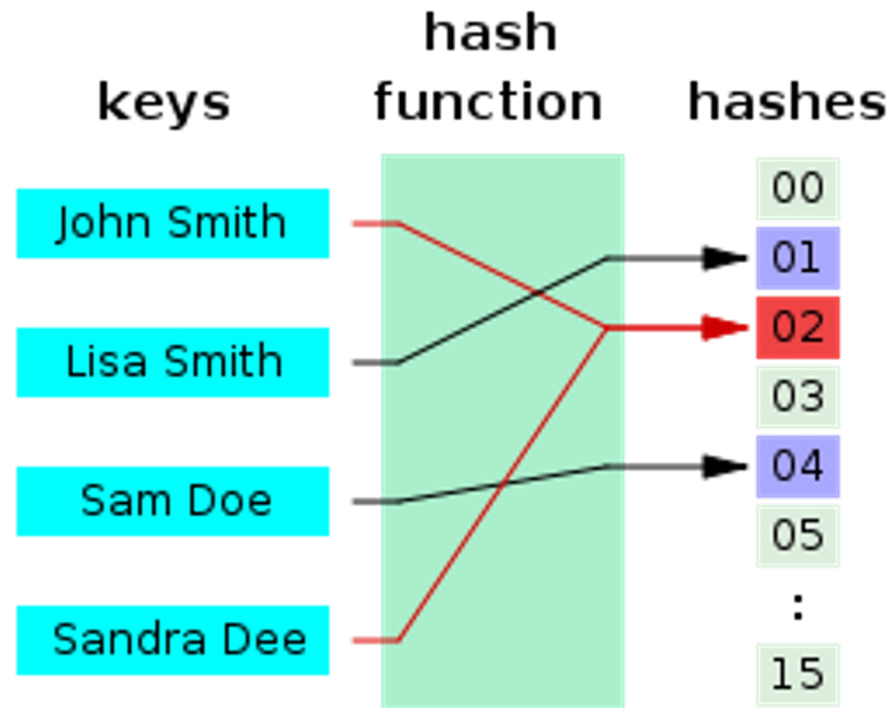 hash
keys function hashes
John Smith
Lisa Smith
Sam Doe
Sandra Dee
00
01
02
03
04
05
:
15